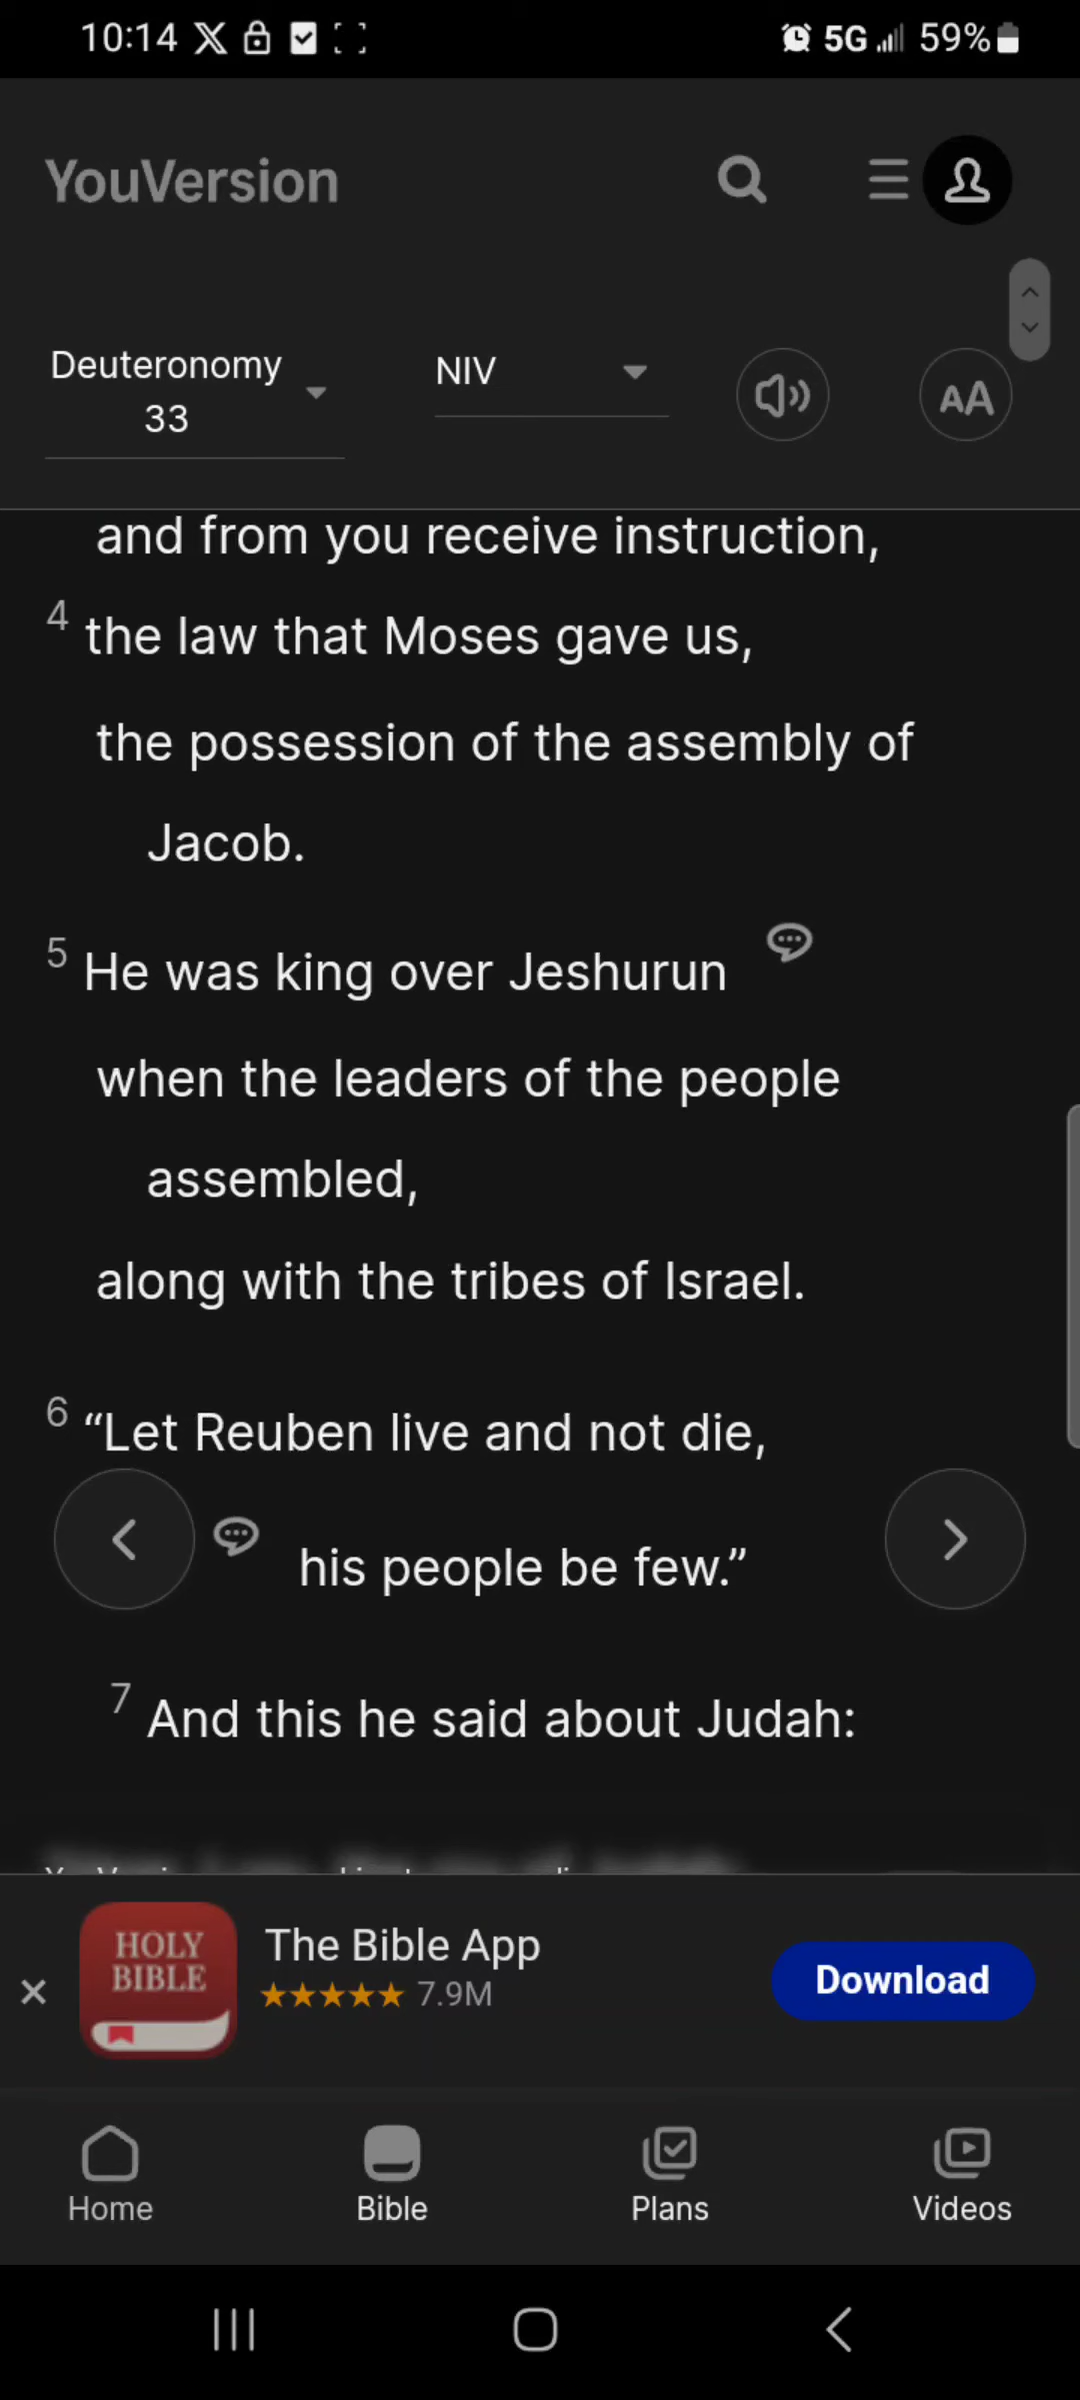 10:14 5G 59%
YouVersion
Deuteronomy
33
NIV
AA
and from you receive instruction,
4 the law that Moses gave us,
the possession of the assembly of
Jacob.
5 He was king over Jeshurun
when the leaders of the people
assembled,
along with the tribes of Israel.
6 “Let Reuben live and not die,
his people be few.”
7 And this he said about Judah:
HOLY
BIBLE
The Bible App
★★★★★ 7.9M
Download
Home Bible Plans Videos